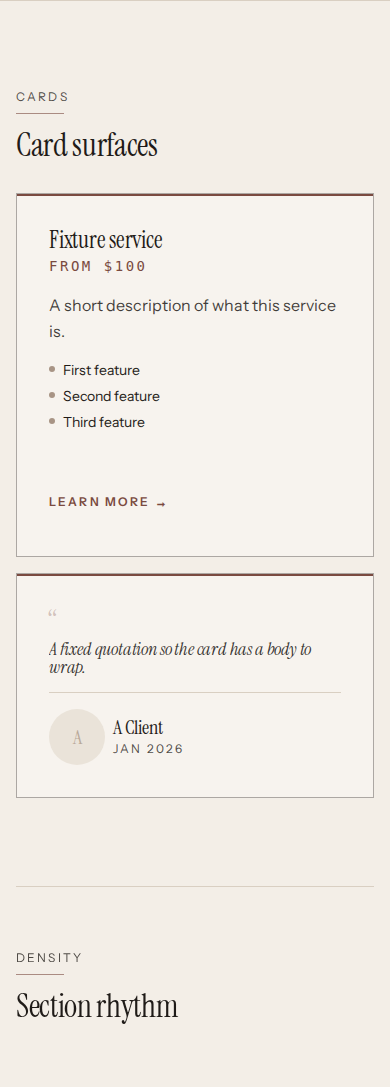 CARDS
Card surfaces
Fixture service
FROM $100
A short description of what this service
is.
First feature
Second feature
Third feature
LEARN MORE →
“
A fixed quotation so the card has a body to
wrap.
A
A Client
JAN 2026
DENSITY
Section rhythm